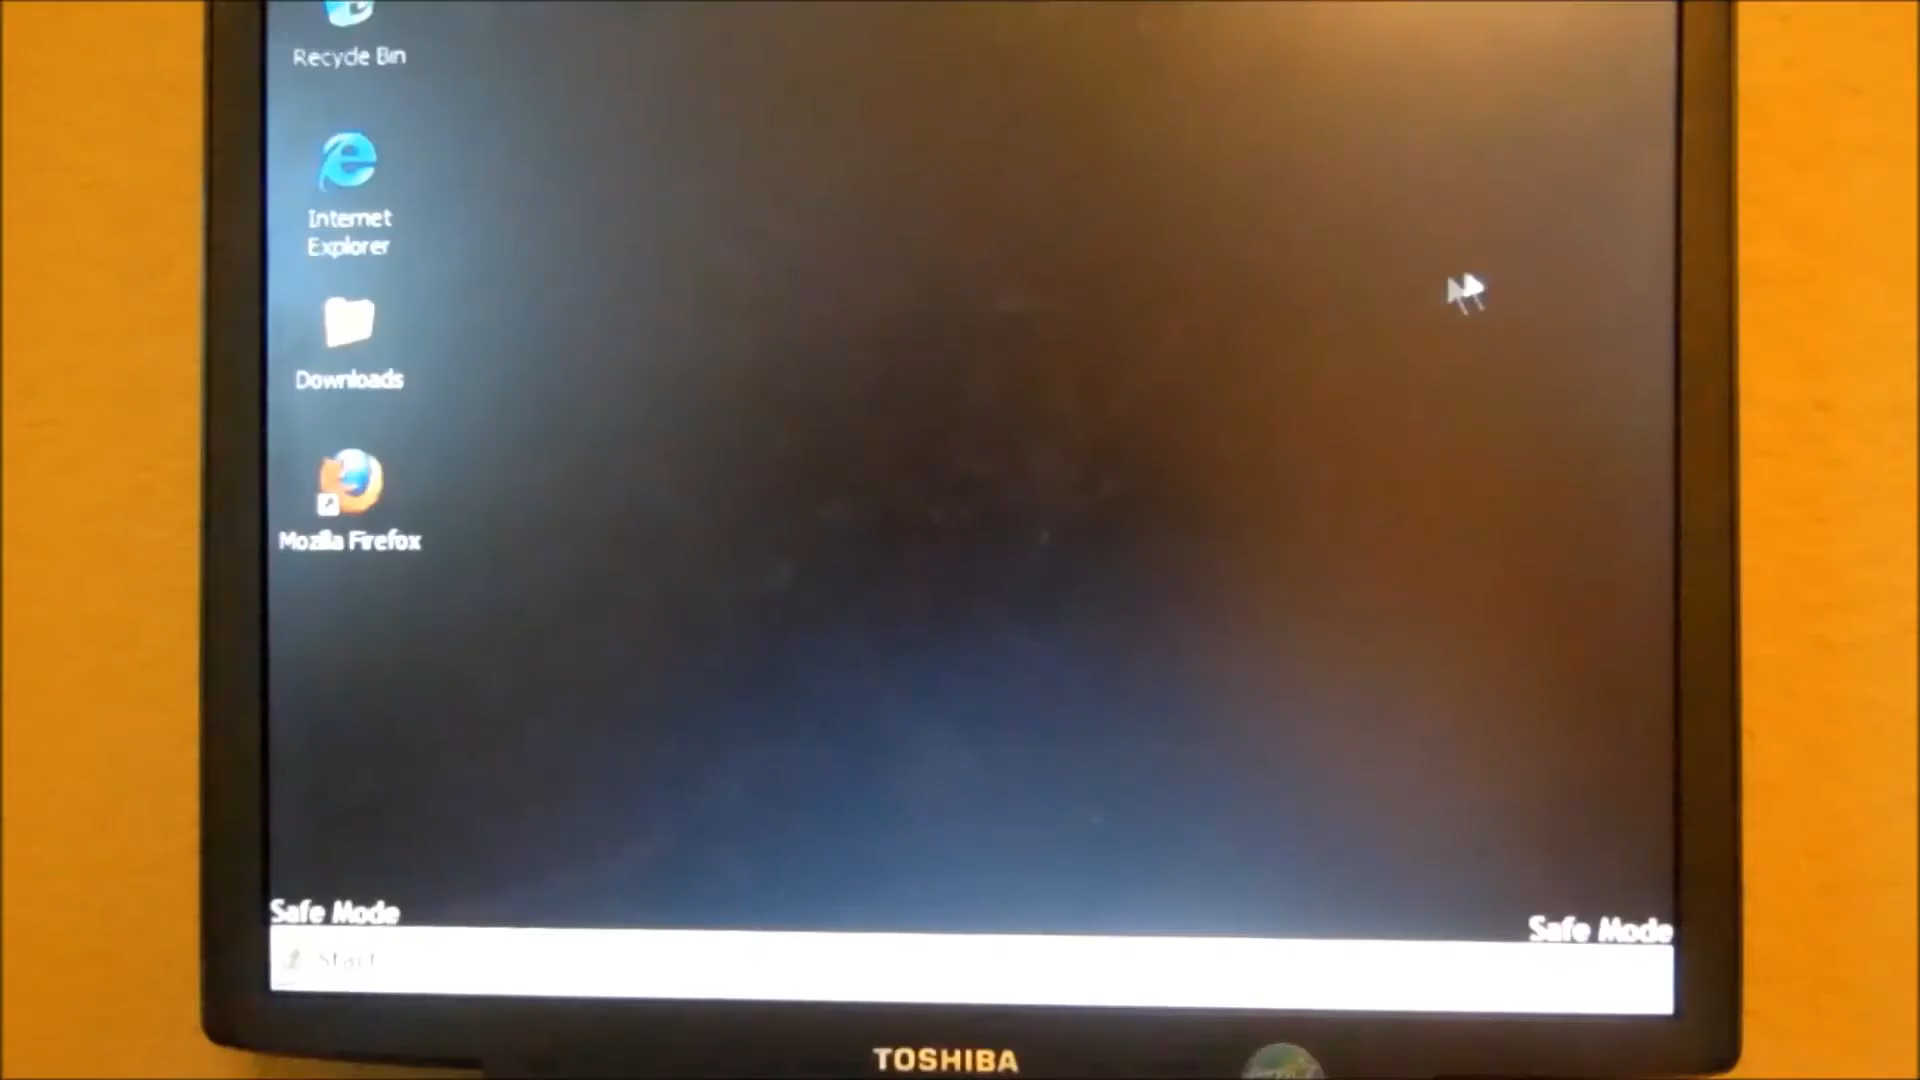 Recycle Bin
Internet
Explorer
Downloads
Mozilla Firefox
Safe Mode
Safe Mode
Start
TOSHIBA